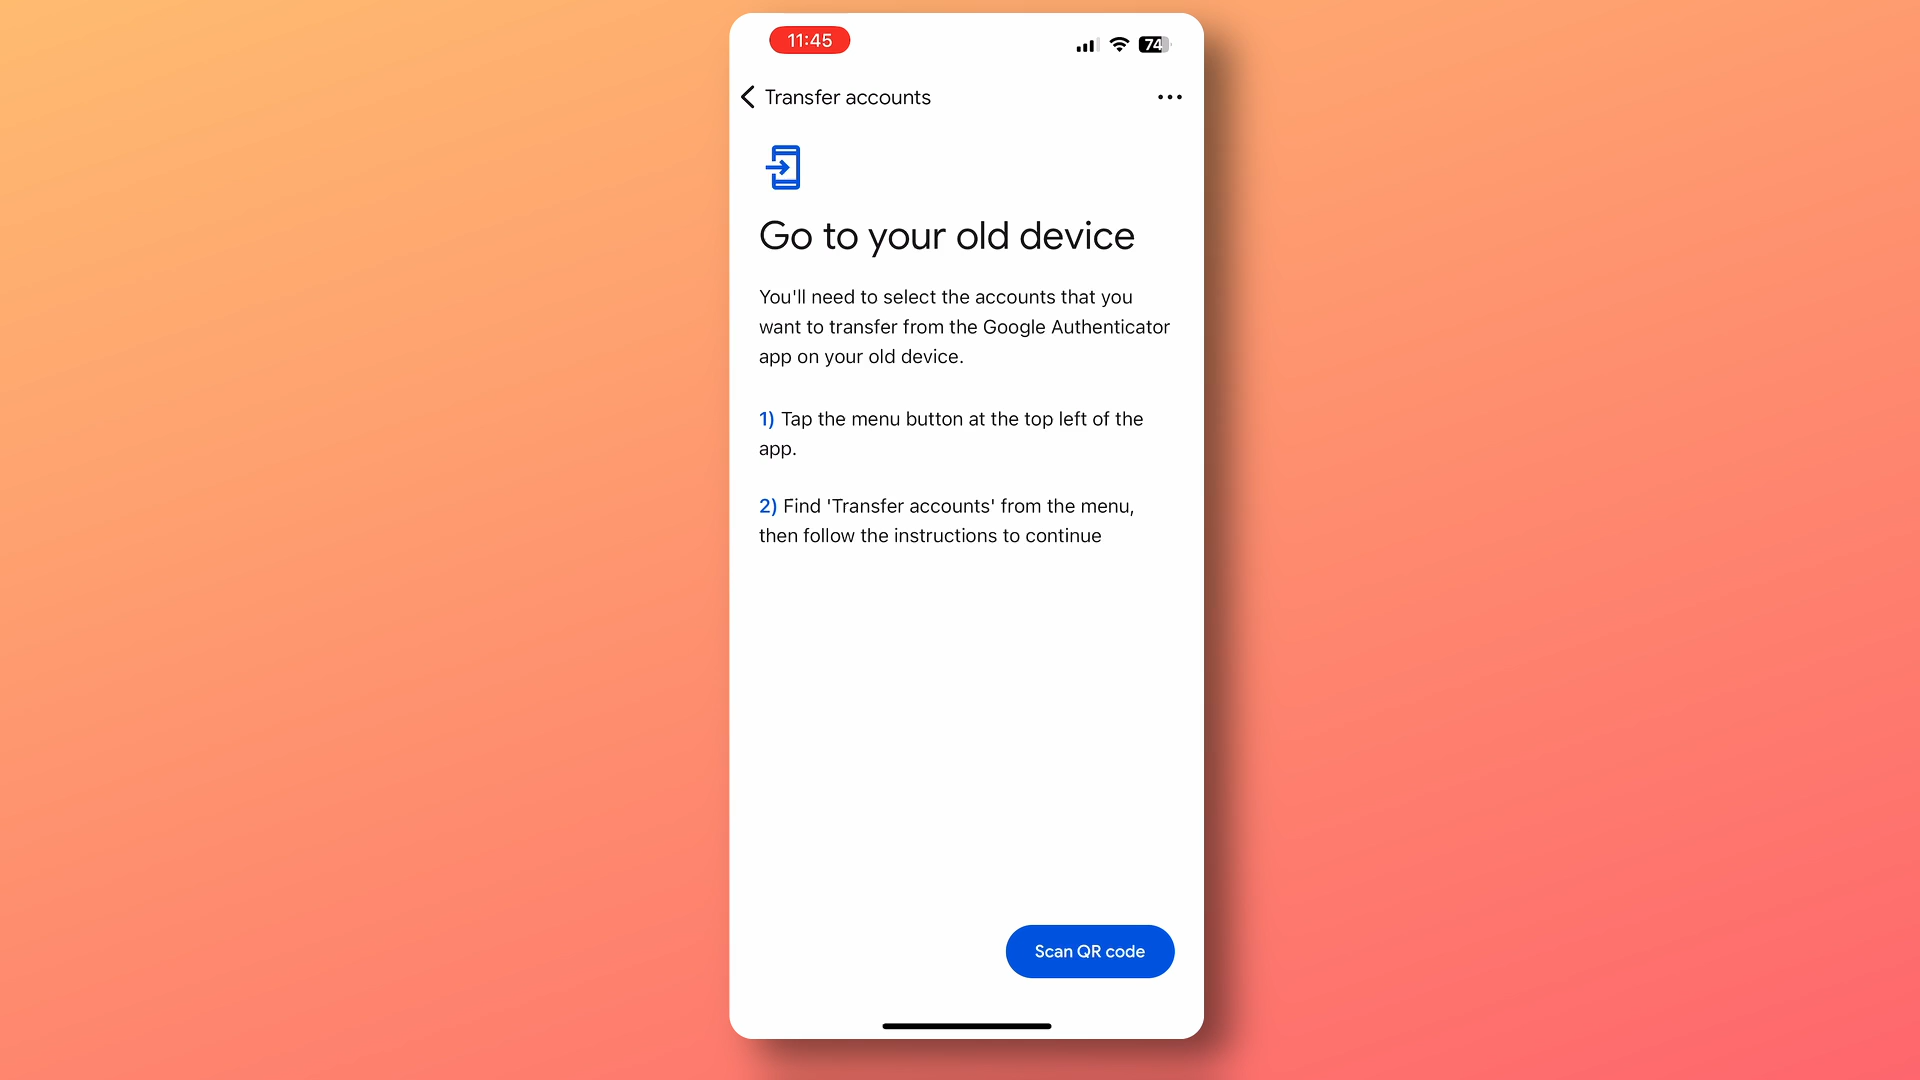 11:45
74
Transfer accounts
Go to your old device
You'll need to select the accounts that you
want to transfer from the Google Authenticator
app on your old device.
1) Tap the menu button at the top left of the
app.
2) Find 'Transfer accounts' from the menu,
then follow the instructions to continue
Scan QR code